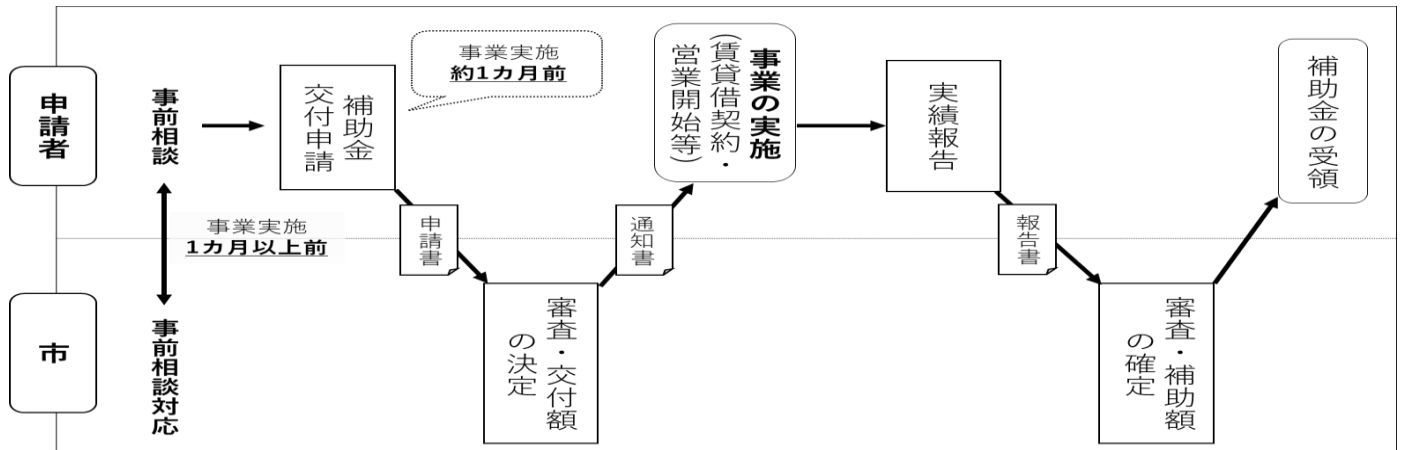 申請者
事前相談
補助金
交付申請
事業実施
約1カ月前
事業の実施
(賃貸借契約・
営業開始等)
実績報告
補助金の受領
事業実施
1カ月以上前
申請書
通知書
報告書
市
事前相談対応
審査・交付額
の決定
審査・補助額
の確定